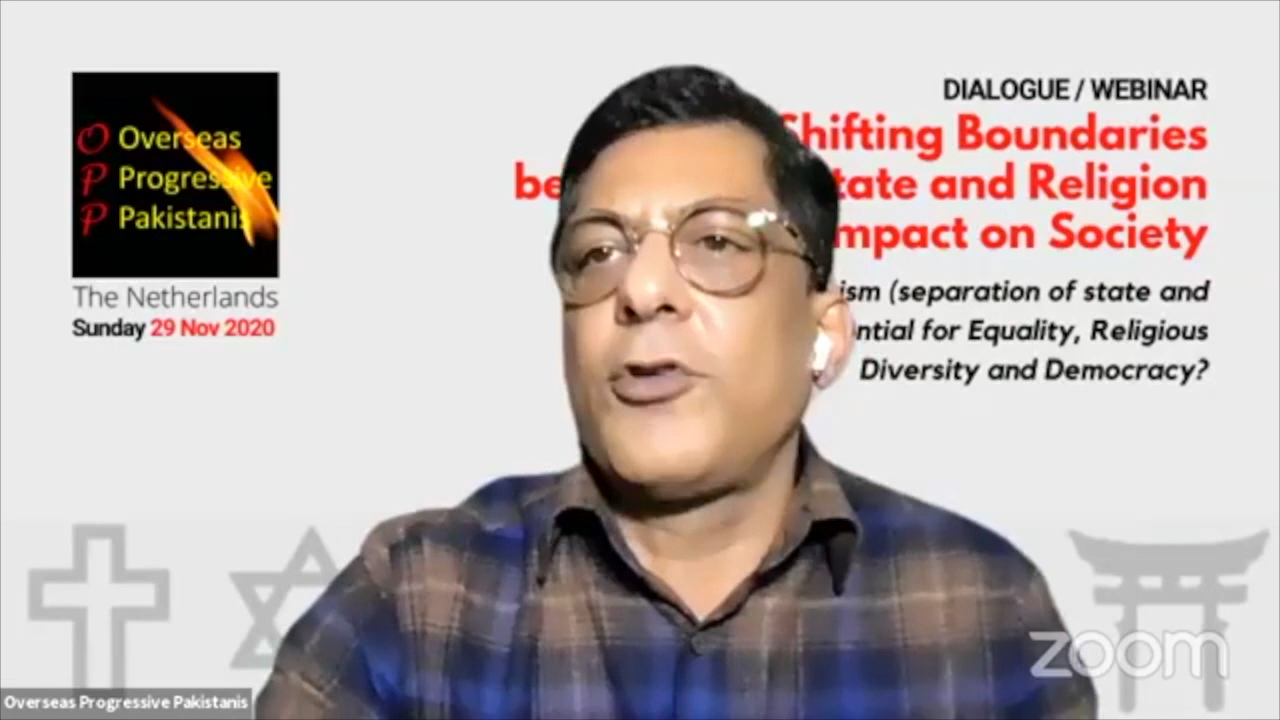 O Overseas
P Progressive
P Pakistanis
The Netherlands
Sunday 29 Nov 2020
DIALOGUE / WEBINAR
Shifting Boundaries
be tate and Religion
mpact on Society
ism (separation of state and
ntial for Equality, Religious
Diversity and Democracy?
zoom
Overseas Progressive Pakistanis